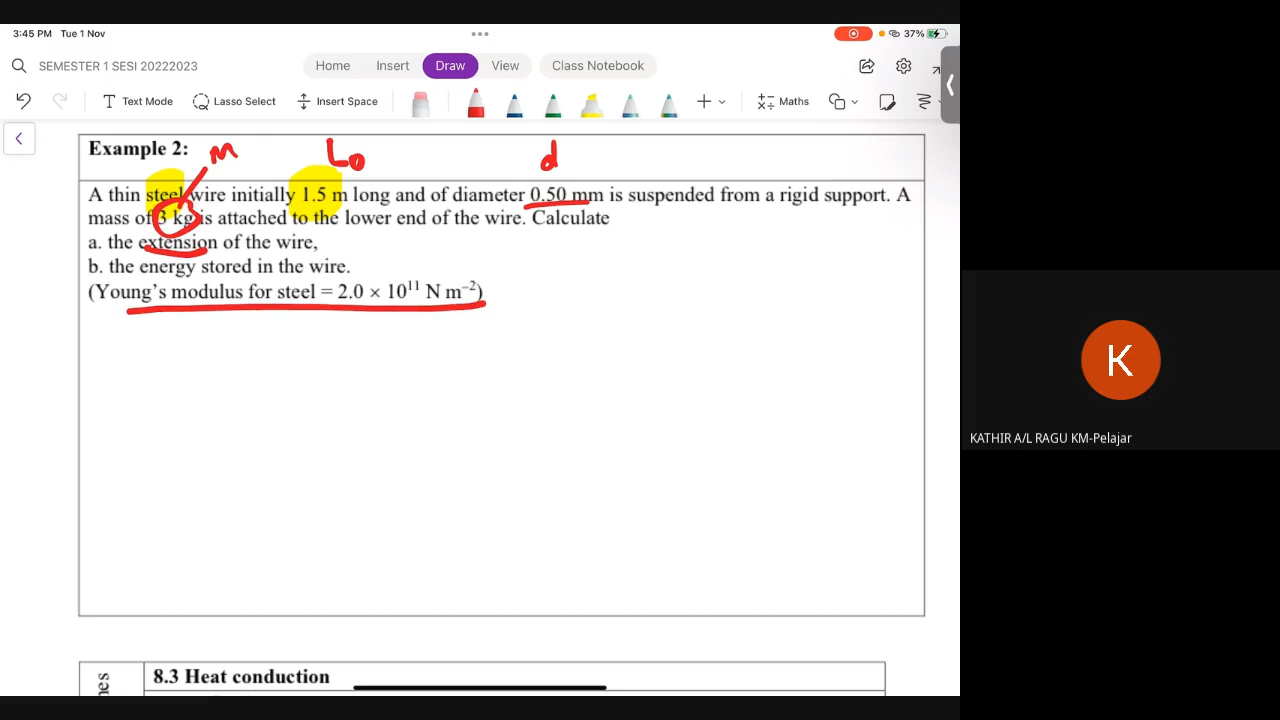 3:45 PM Tue 1 Nov
37%
SEMESTER 1 SESI 20222023
Home Insert Draw View Class Notebook
Text Mode Lasso Select Insert Space Maths
Example 2:
m Lo d
A thin steel wire initially 1.5 m long and of diameter 0.50 mm is suspended from a rigid support. A
mass of 3 kg is attached to the lower end of the wire. Calculate
a. the extension of the wire,
b. the energy stored in the wire.
(Young’s modulus for steel = 2.0 × 10¹¹ N m⁻²)
K
KATHIR A/L RAGU KM-Pelajar
8.3 Heat conduction